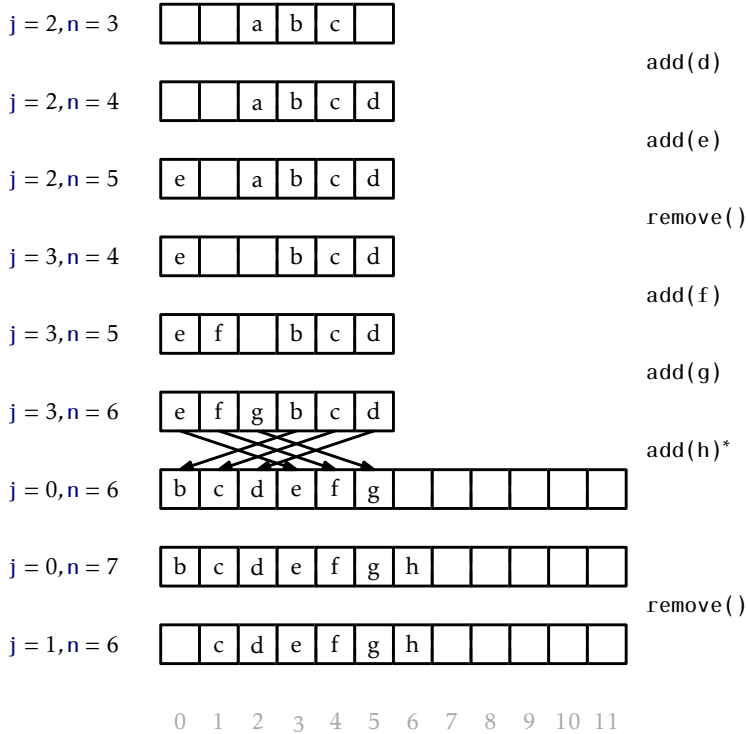 j = 2, n = 3 a b c
add(d)
j = 2, n = 4 a b c d
add(e)
j = 2, n = 5 e a b c d
remove()
j = 3, n = 4 e b c d
add(f)
j = 3, n = 5 e f b c d
add(g)
j = 3, n = 6 e f g b c d
add(h)*
j = 0, n = 6 b c d e f g
j = 0, n = 7 b c d e f g h
remove()
j = 1, n = 6 c d e f g h
0 1 2 3 4 5 6 7 8 9 10 11